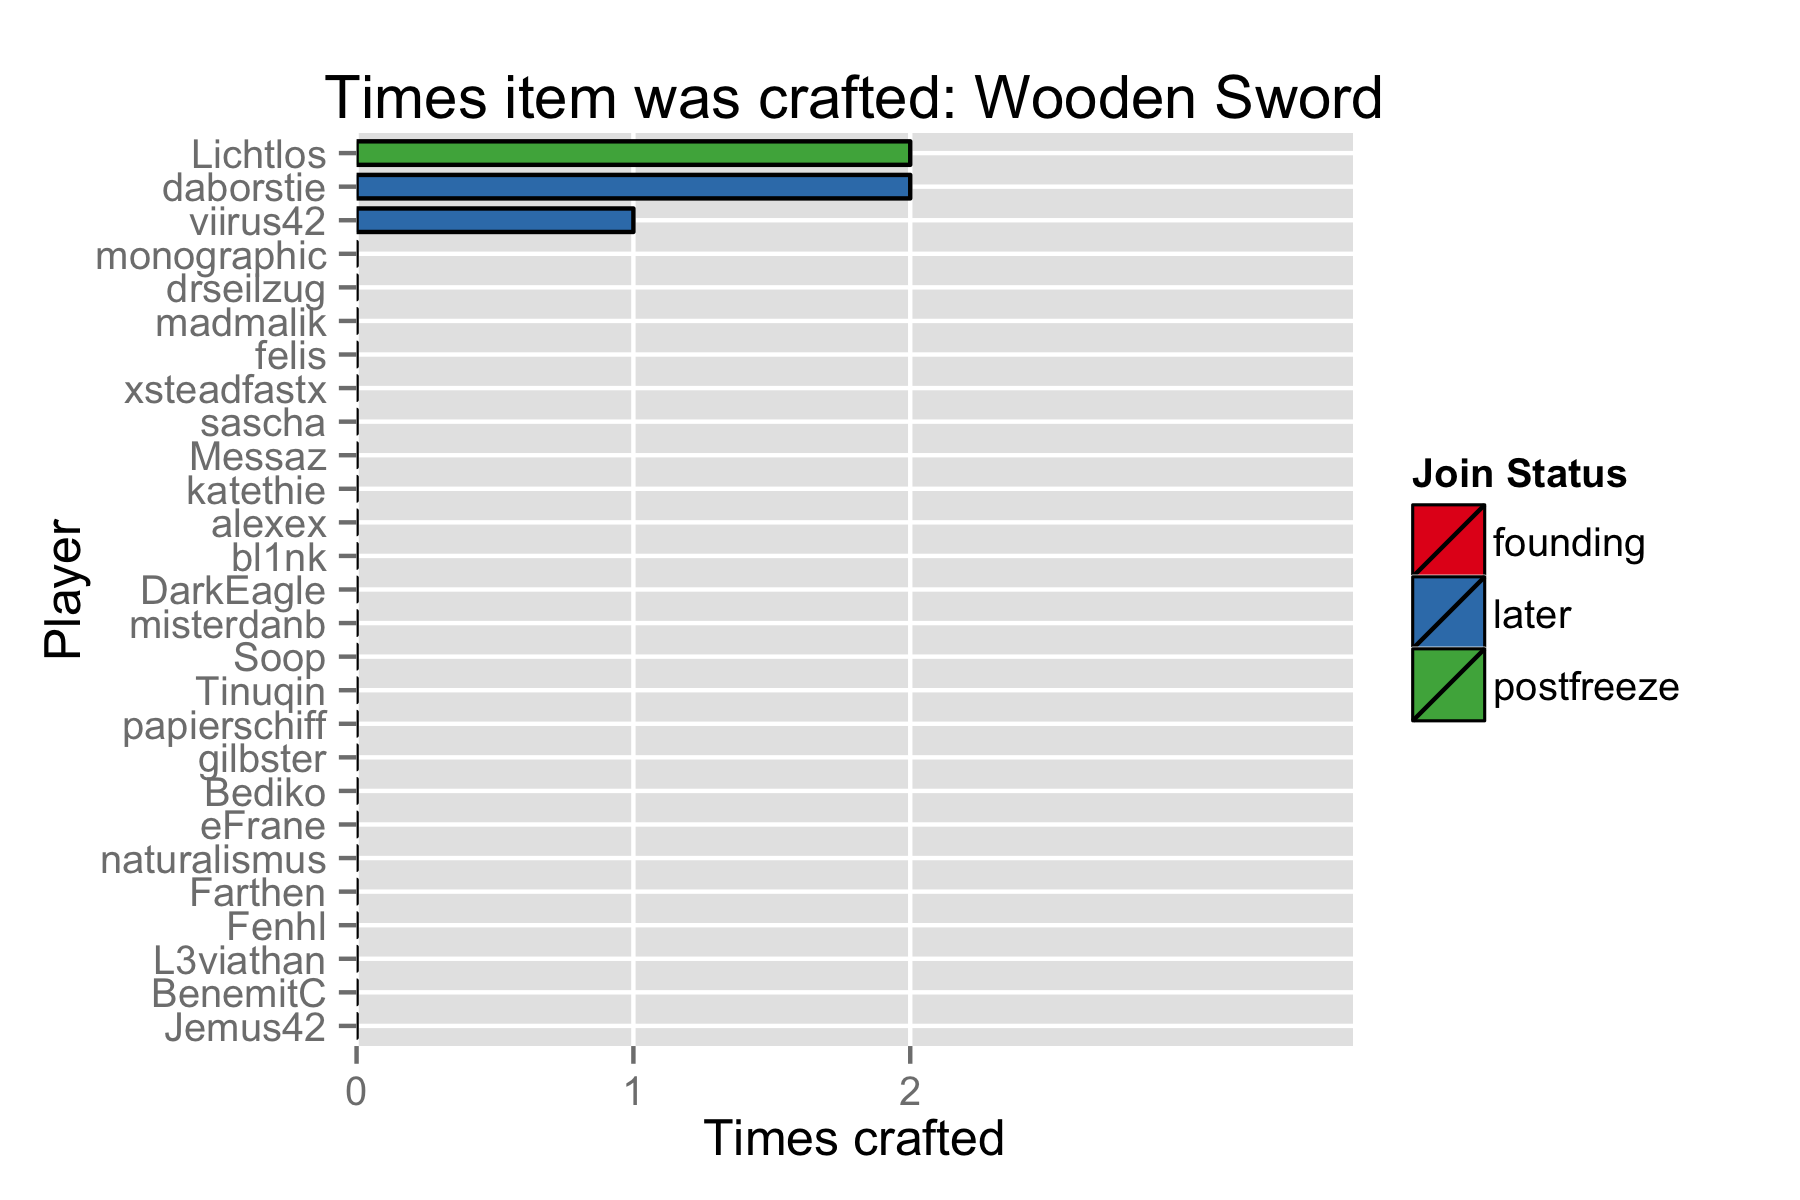 Times item was crafted: Wooden Sword
Lichtlos
daborstie
viirus42
monographic
drseilzug
madmalik
felis
xsteadfastx
sascha
Messaz
katethie
alexex
bl1nk
DarkEagle
misterdanb
Soop
Tinuqin
papierschiff
gilbster
Bediko
eFrane
naturalismus
Farthen
Fenhl
L3viathan
BenemitC
Jemus42
Player
0 1 2
Times crafted
Join Status
founding
later
postfreeze